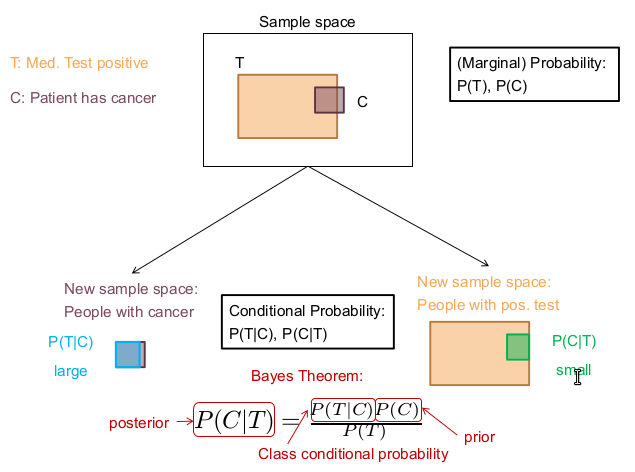 Sample space
T: Med. Test positive
T
(Marginal) Probability:
P(T), P(C)
C: Patient has cancer
C
New sample space:
People with cancer
New sample space:
People with pos. test
Conditional Probability:
P(T|C), P(C|T)
P(T|C)
large
P(C|T)
small
Bayes Theorem:
posterior
P(C|T) = P(T|C)P(C)
P(T)
prior
Class conditional probability